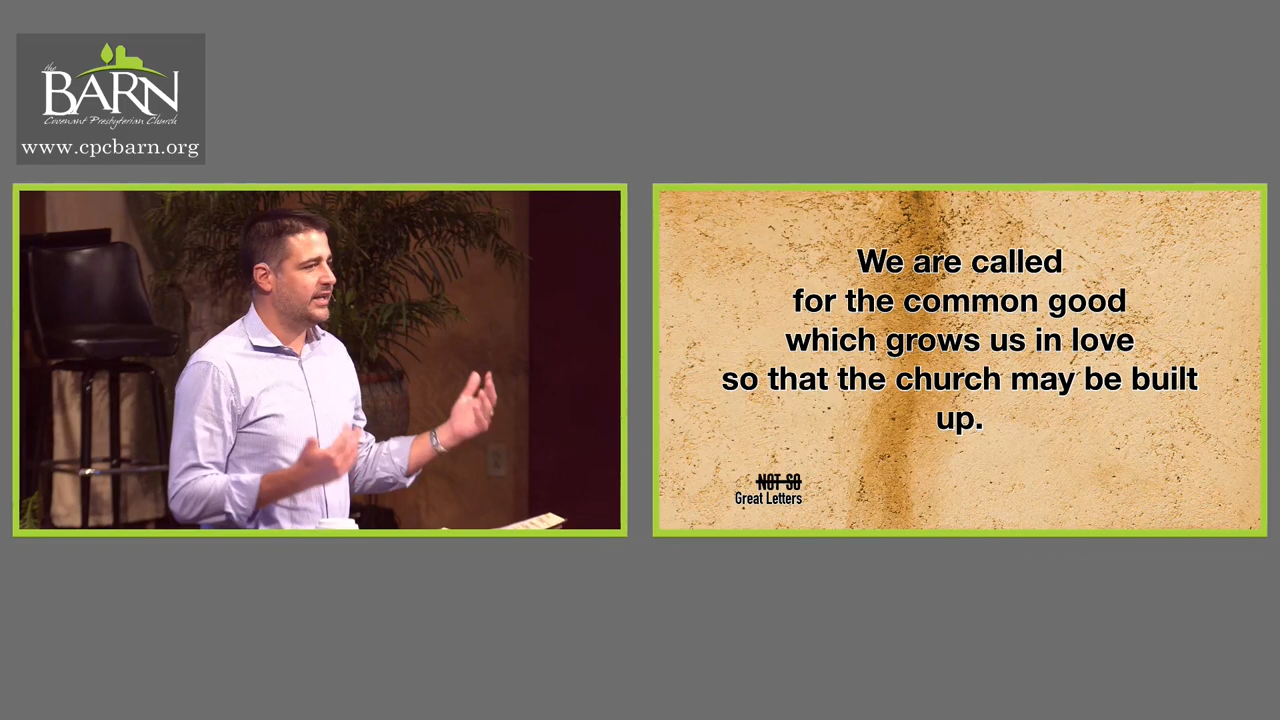 the
BARN
Covenant Presbyterian Church
www.cpcbarn.org
We are called
for the common good
which grows us in love
so that the church may be built
up.
NOT SO
Great Letters